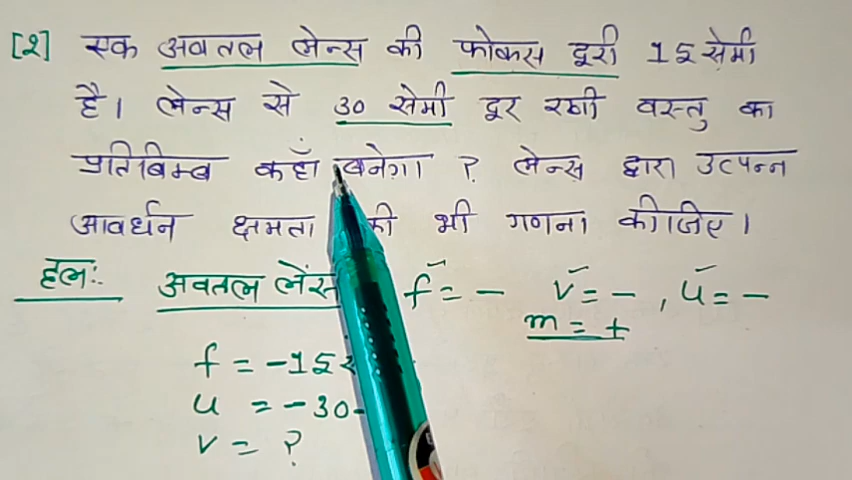 [2] एक अवतल लेन्स की फोकस दूरी 15 सेमी
है। लेन्स से 30 सेमी दूर रखी वस्तु का
प्रतिबिम्ब कहाँ बनेगा ? लेन्स द्वारा उत्पन्न
आवर्धन क्षमता की भी गणना कीजिए।
हलः- अवतल लेंस f = - v = - , u = -
m = +
f = -15
u = -30
v = ?